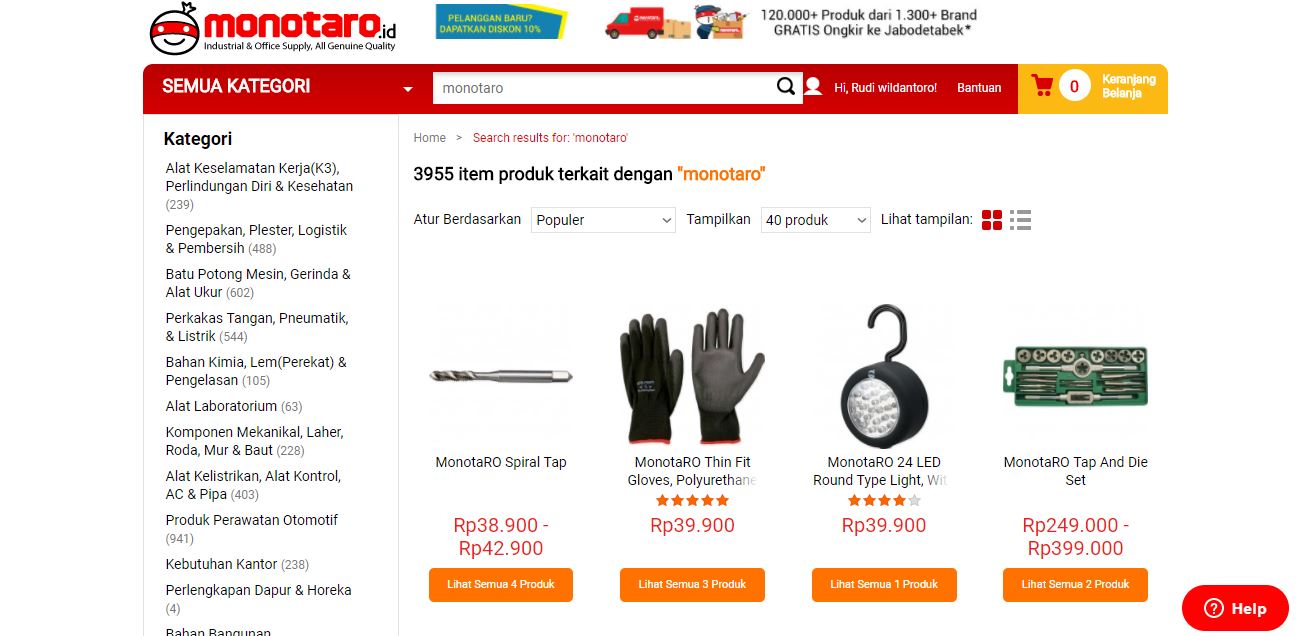 monotaro.id
Industrial & Office Supply, All Genuine Quality
PELANGGAN BARU?
DAPATKAN DISKON 10%
120.000+ Produk dari 1.300+ Brand
GRATIS Ongkir ke Jabodetabek*
SEMUA KATEGORI
monotaro
Hi, Rudi wildantoro!
Bantuan
0
Keranjang
Belanja
Kategori
Alat Keselamatan Kerja(K3),
Perlindungan Diri & Kesehatan
(239)
Pengepakan, Plester, Logistik
& Pembersih (488)
Batu Potong Mesin, Gerinda &
Alat Ukur (602)
Perkakas Tangan, Pneumatik,
& Listrik (544)
Bahan Kimia, Lem(Perekat) &
Pengelasan (105)
Alat Laboratorium (63)
Komponen Mekanikal, Laher,
Roda, Mur & Baut (228)
Alat Kelistrikan, Alat Kontrol,
AC & Pipa (403)
Produk Perawatan Otomotif
(941)
Kebutuhan Kantor (238)
Perlengkapan Dapur & Horeka
(4)
Bahan Bangunan
Home > Search results for: 'monotaro'
3955 item produk terkait dengan "monotaro"
Atur Berdasarkan Populer Tampilkan 40 produk Lihat tampilan:
MonotaRO Spiral Tap
Rp38.900 -
Rp42.900
Lihat Semua 4 Produk
MonotaRO Thin Fit
Gloves, Polyurethane
Rp39.900
Lihat Semua 3 Produk
MonotaRO 24 LED
Round Type Light, Wit
Rp39.900
Lihat Semua 1 Produk
MonotaRO Tap And Die
Set
Rp249.000 -
Rp399.000
Lihat Semua 2 Produk
Help